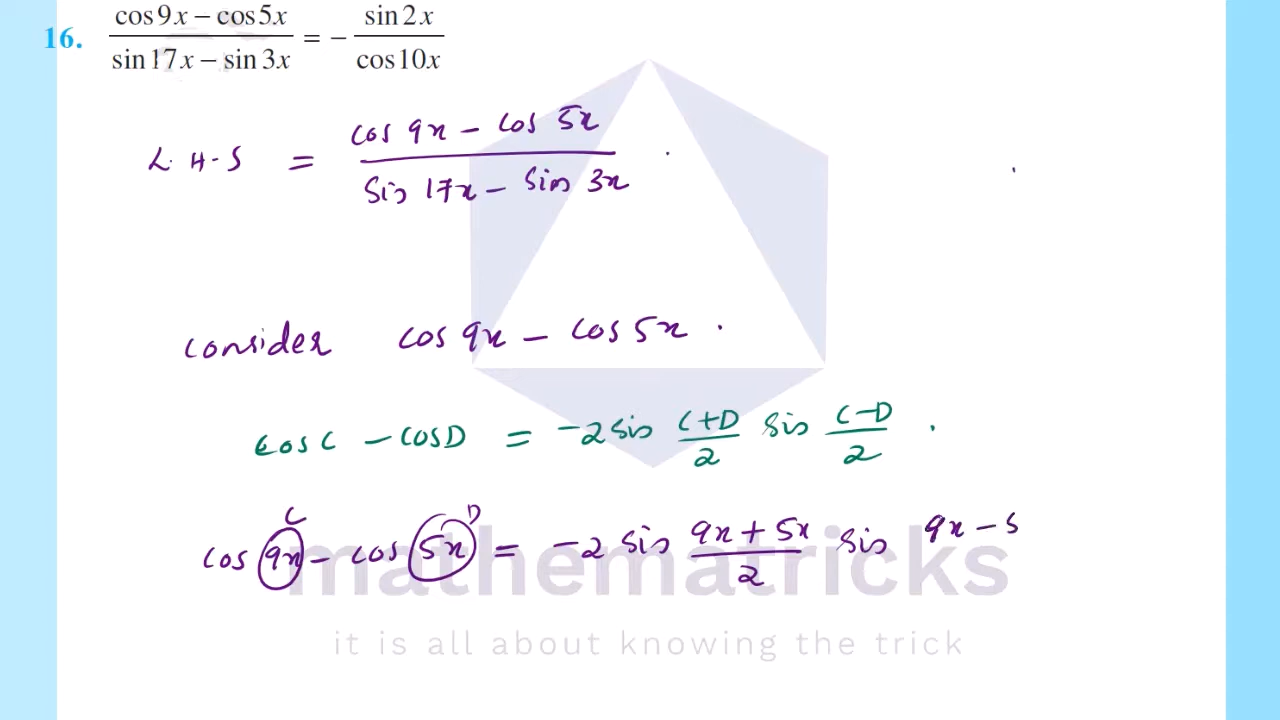 16. (cos 9x − cos 5x)/(sin 17x − sin 3x) = − sin 2x/cos 10x
L.H.S = (cos 9x − cos 5x)/(sin 17x − sin 3x)
consider cos 9x − cos 5x .
cos C − cos D = −2 sin (C+D)/2 sin (C−D)/2 .
C D
cos 9x − cos 5x = −2 sin (9x + 5x)/2 sin 9x − 5
mathematricks
it is all about knowing the trick